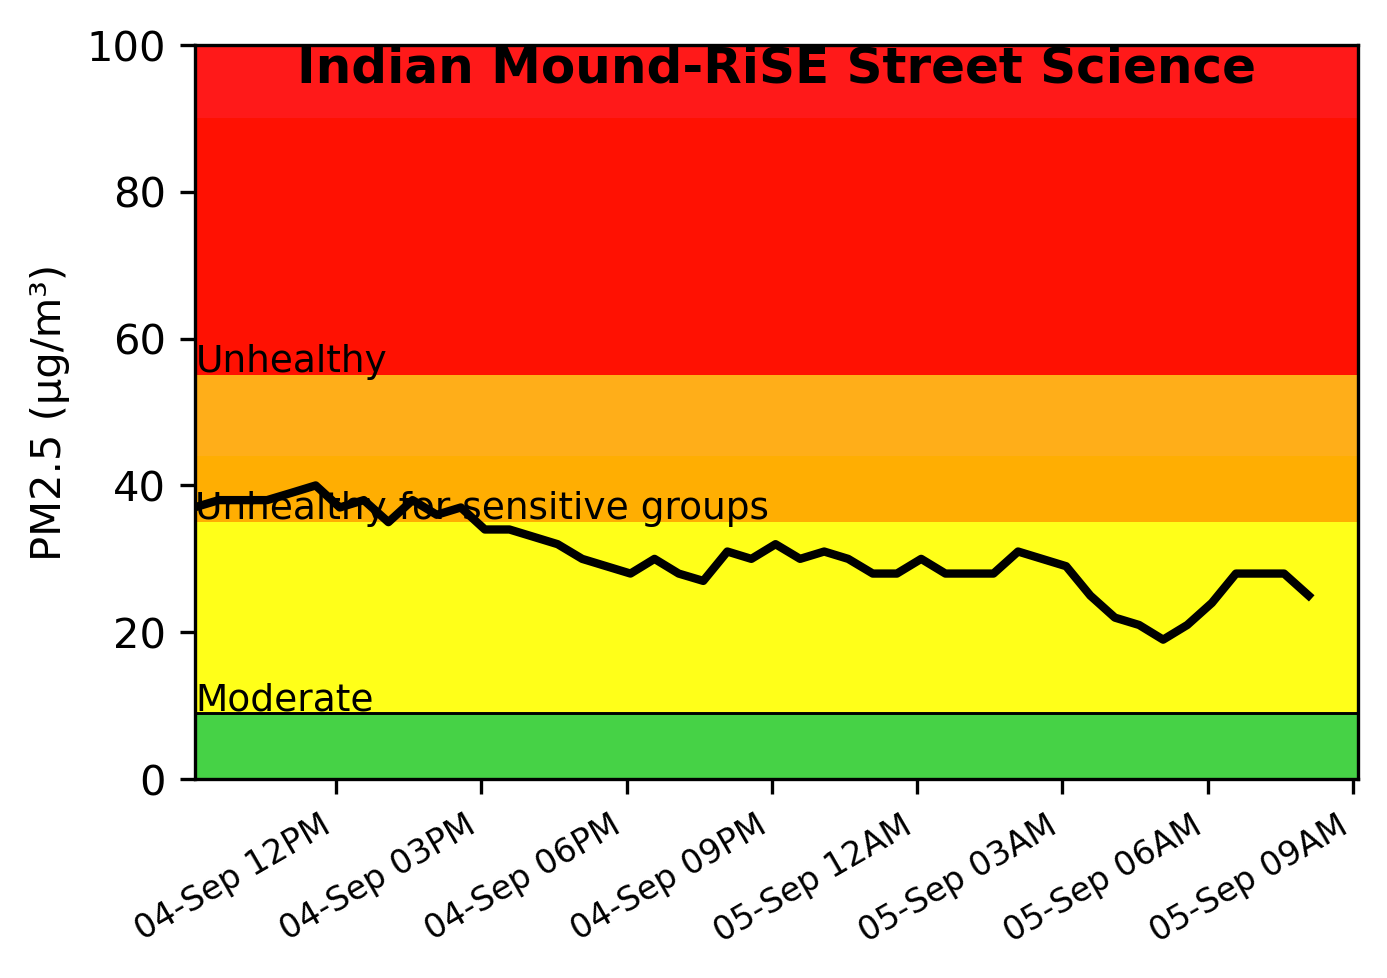 Indian Mound-RiSE Street Science
PM2.5 (µg/m³)
100
80
60
40
20
0
Unhealthy
Unhealthy for sensitive groups
Moderate
04-Sep 12PM
04-Sep 03PM
04-Sep 06PM
04-Sep 09PM
05-Sep 12AM
05-Sep 03AM
05-Sep 06AM
05-Sep 09AM